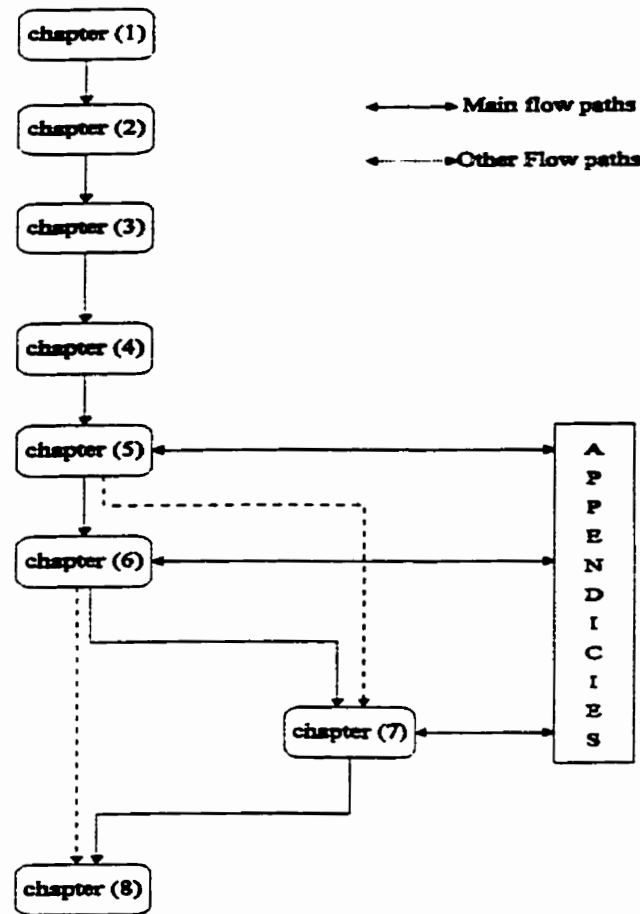 chapter (1)
chapter (2)
Main flow paths
Other Flow paths
chapter (3)
chapter (4)
chapter (5)
chapter (6)
chapter (7)
chapter (8)
APPENDICIES